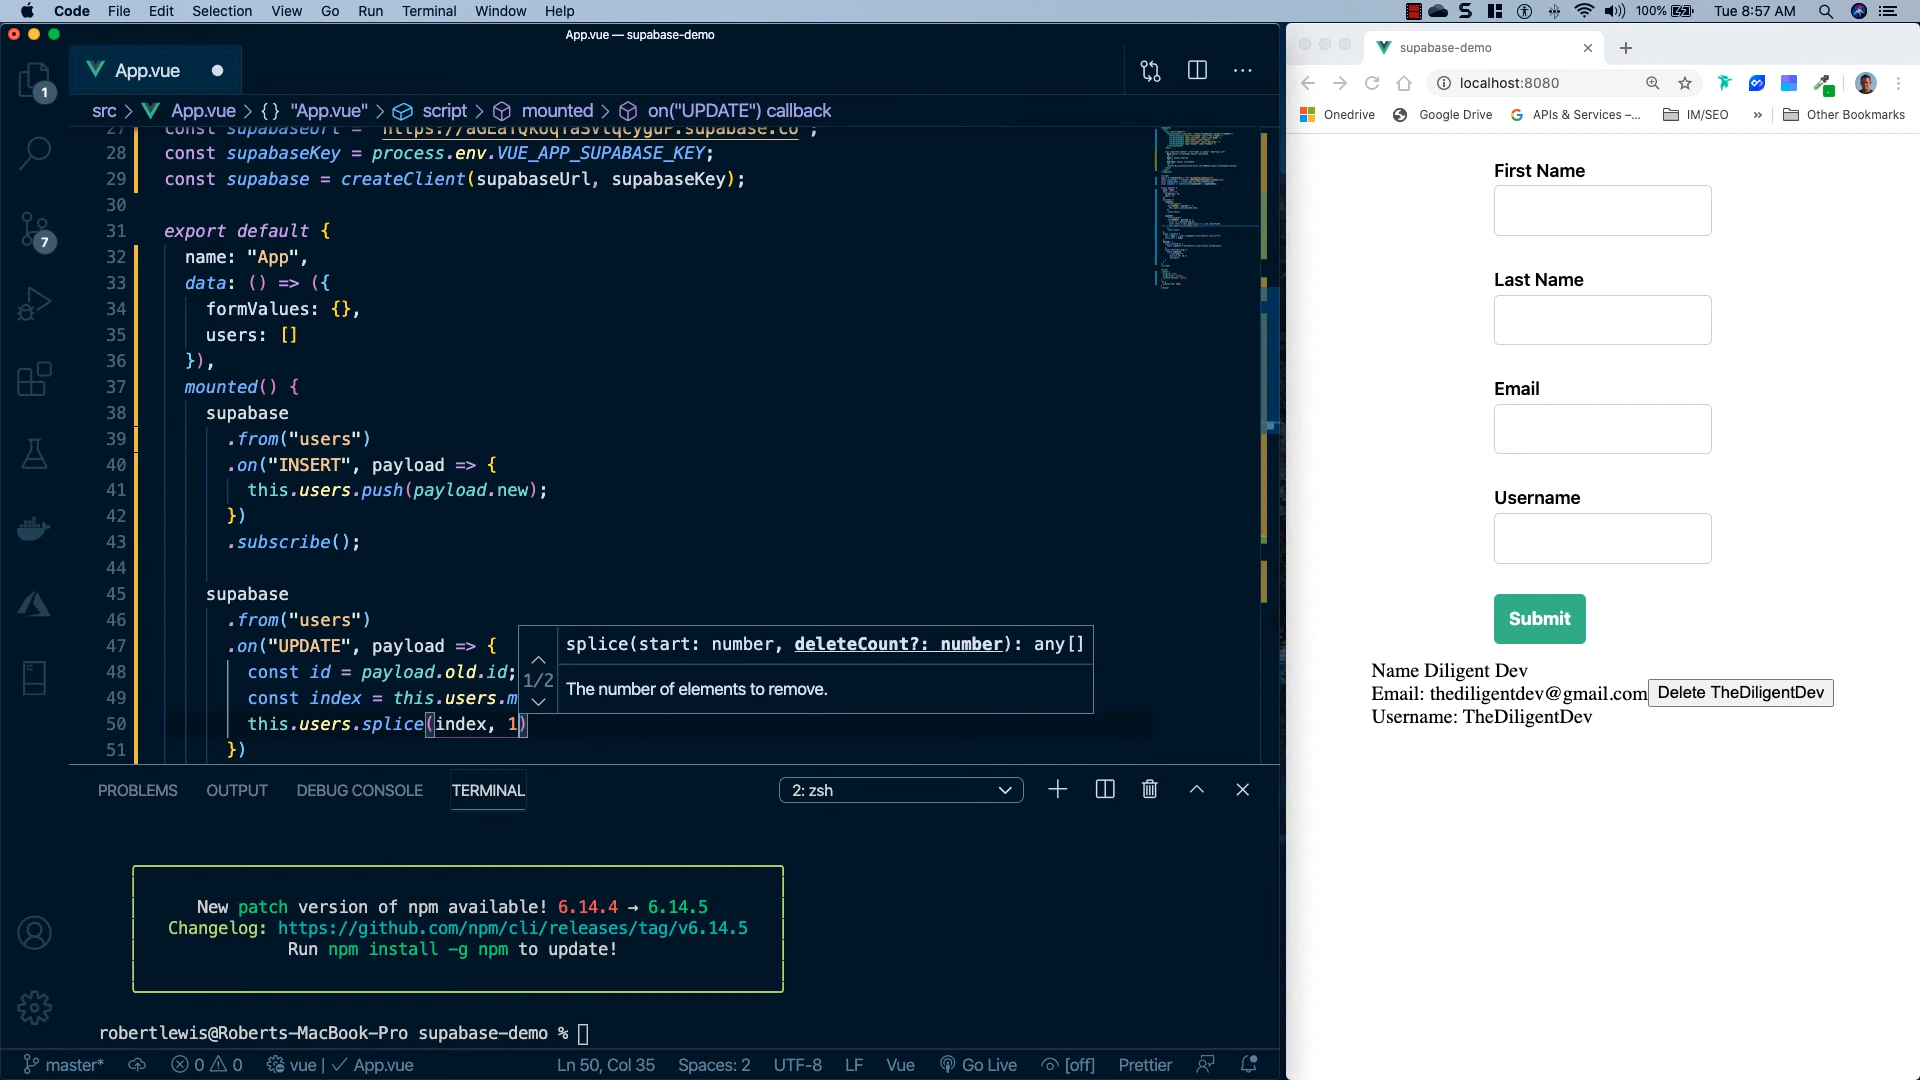 Code File Edit Selection View Go Run Terminal Window Help
100% Tue 8:57 AM
App.vue — supabase-demo
App.vue
src > App.vue > {} "App.vue" > script > mounted > on("UPDATE") callback
28 const supabaseKey = process.env.VUE_APP_SUPABASE_KEY;
29 const supabase = createClient(supabaseUrl, supabaseKey);
30
31 export default {
32 name: "App",
33 data: () => ({
34 formValues: {},
35 users: []
36 }),
37 mounted() {
38 supabase
39 .from("users")
40 .on("INSERT", payload => {
41 this.users.push(payload.new);
42 })
43 .subscribe();
44
45 supabase
46 .from("users")
47 .on("UPDATE", payload => {
48 const id = payload.old.id;
49 const index = this.users.m
50 this.users.splice(index, 1)
51 })
splice(start: number, deleteCount?: number): any[]
1/2
The number of elements to remove.
PROBLEMS OUTPUT DEBUG CONSOLE TERMINAL
2: zsh
New patch version of npm available! 6.14.4 → 6.14.5
Changelog: https://github.com/npm/cli/releases/tag/v6.14.5
Run npm install -g npm to update!
robertlewis@Roberts-MacBook-Pro supabase-demo %
master* 0 0 vue | App.vue Ln 50, Col 35 Spaces: 2 UTF-8 LF Vue Go Live [off] Prettier
1
7
supabase-demo
localhost:8080
Onedrive Google Drive APIs & Services –... IM/SEO » Other Bookmarks
First Name
Last Name
Email
Username
Submit
Name Diligent Dev
Email: thediligentdev@gmail.com Delete TheDiligentDev
Username: TheDiligentDev